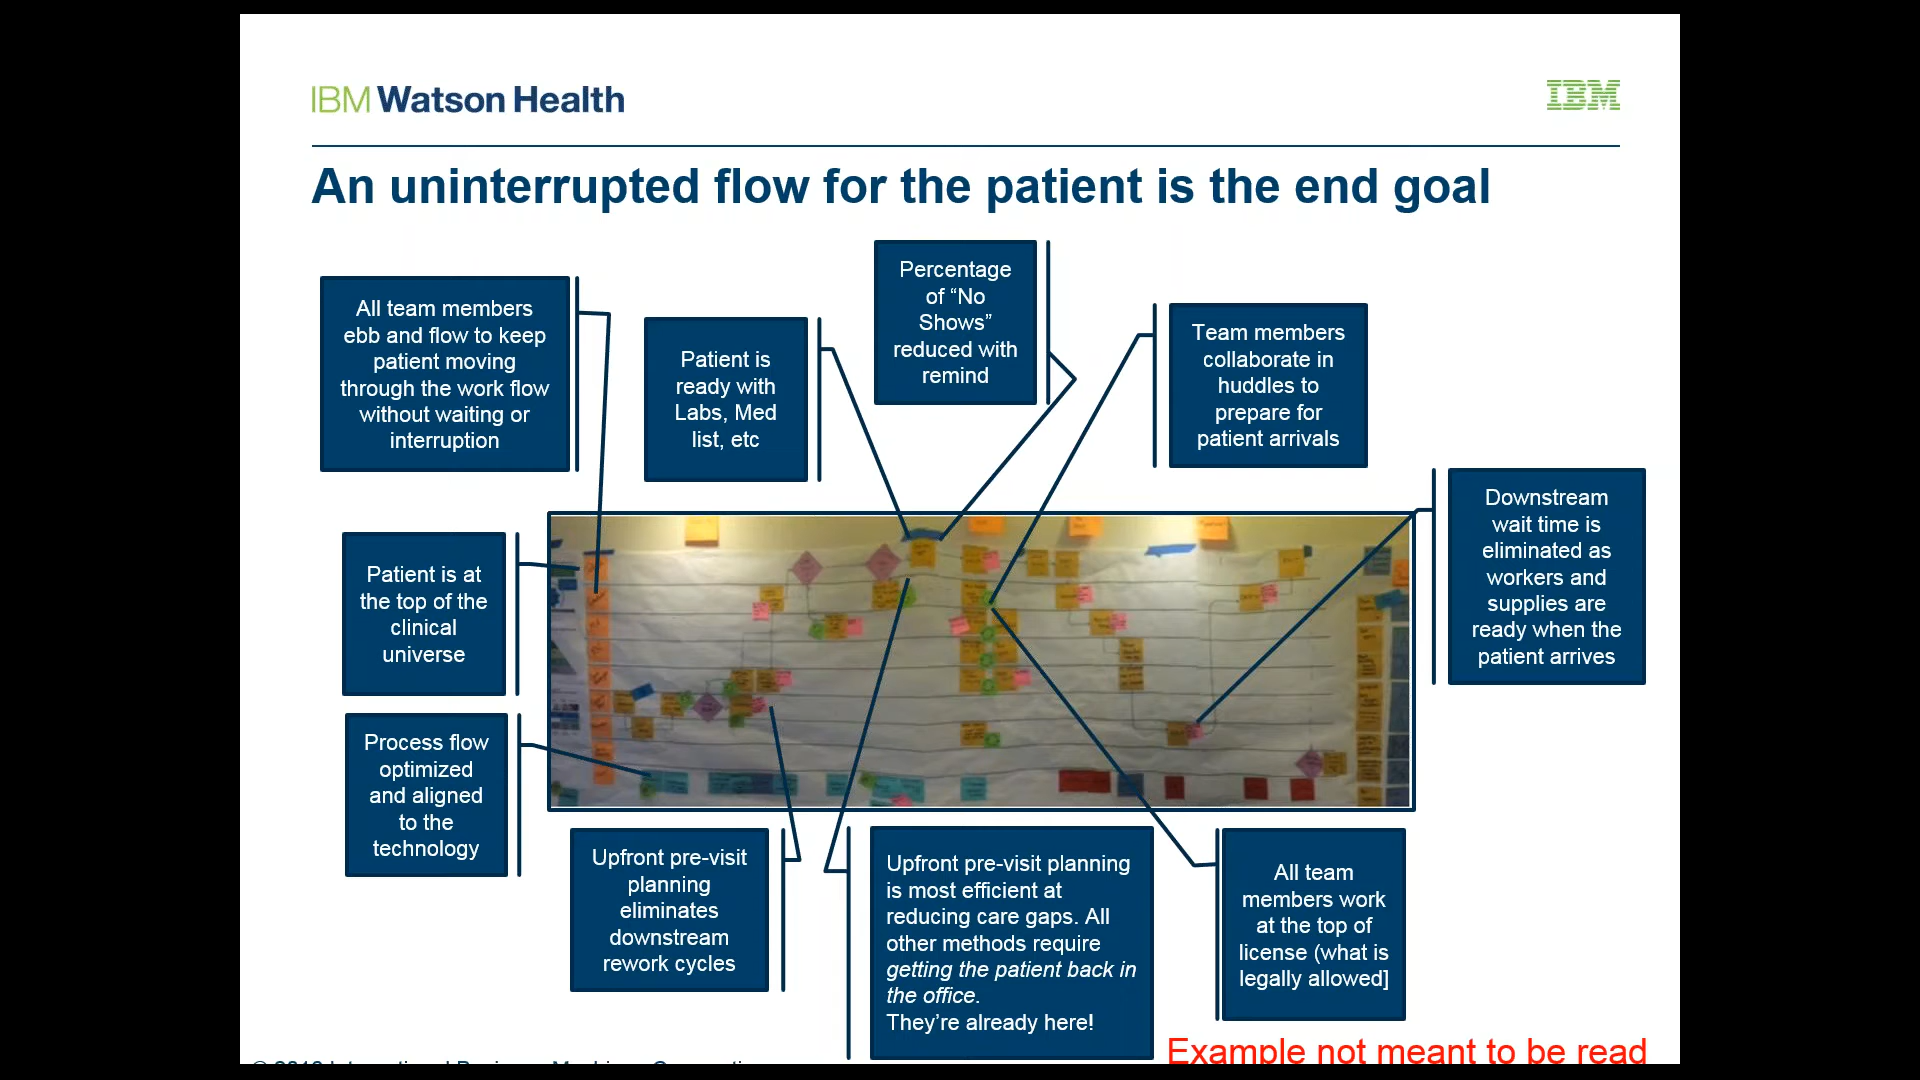 IBM Watson Health
IBM
An uninterrupted flow for the patient is the end goal
All team members
ebb and flow to keep
patient moving
through the work flow
without waiting or
interruption
Patient is
ready with
Labs, Med
list, etc
Percentage
of “No
Shows”
reduced with
remind
Team members
collaborate in
huddles to
prepare for
patient arrivals
Downstream
wait time is
eliminated as
workers and
supplies are
ready when the
patient arrives
Patient is at
the top of the
clinical
universe
Process flow
optimized
and aligned
to the
technology
Upfront pre-visit
planning
eliminates
downstream
rework cycles
Upfront pre-visit planning
is most efficient at
reducing care gaps. All
other methods require
getting the patient back in
the office.
They’re already here!
All team
members work
at the top of
license (what is
legally allowed]
Example not meant to be read